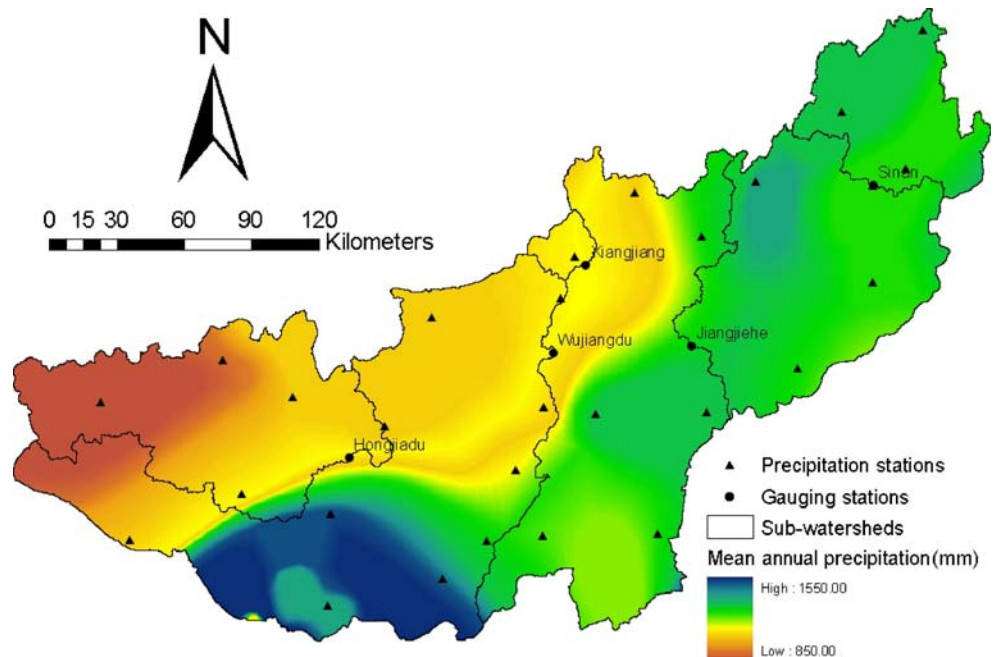 N
0 15 30 60 90 120
Kilometers
Sinan
Xiangjiang
Wujiangdu
Jiangjiehe
Hongjiadu
Precipitation stations
Gauging stations
Sub-watersheds
Mean annual precipitation(mm)
High : 1550.00
Low : 850.00